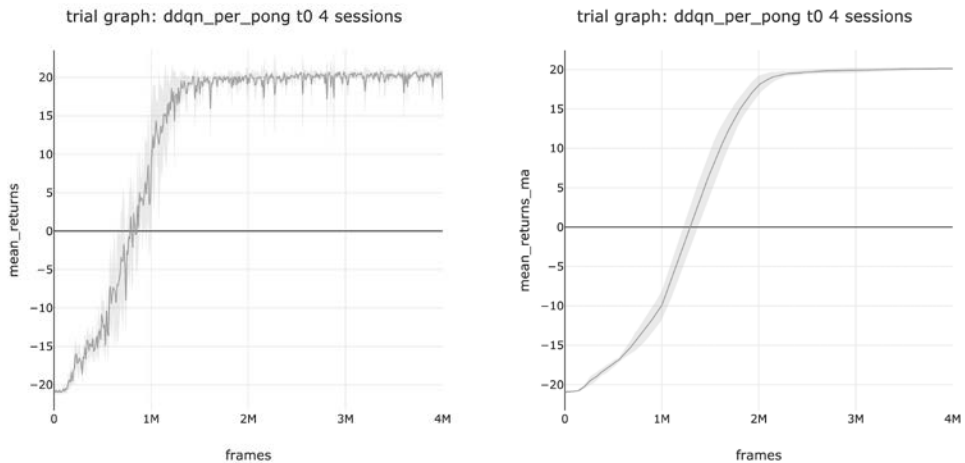 trial graph: ddqn_per_pong t0 4 sessions
mean_returns
20
15
10
5
0
−5
−10
−15
−20
0
1M
2M
3M
4M
frames
trial graph: ddqn_per_pong t0 4 sessions
mean_returns_ma
20
15
10
5
0
−5
−10
−15
−20
0
1M
2M
3M
4M
frames